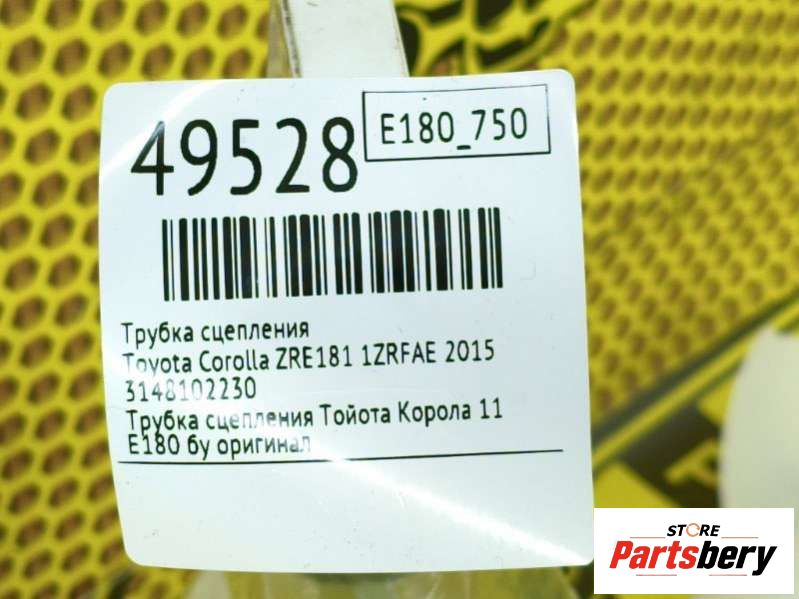 49528
E180_750
Трубка сцепления
Toyota Corolla ZRE181 1ZRFAE 2015
3148102230
Трубка сцепления Тойота Корола 11
E180 бу оригинал
STORE
Partsbery